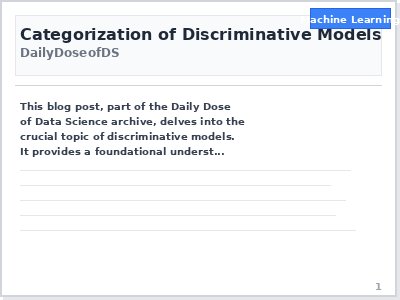 Machine Learning
Categorization of Discriminative Models
DailyDoseofDS
This blog post, part of the Daily Dose
of Data Science archive, delves into the
crucial topic of discriminative models.
It provides a foundational underst...
1